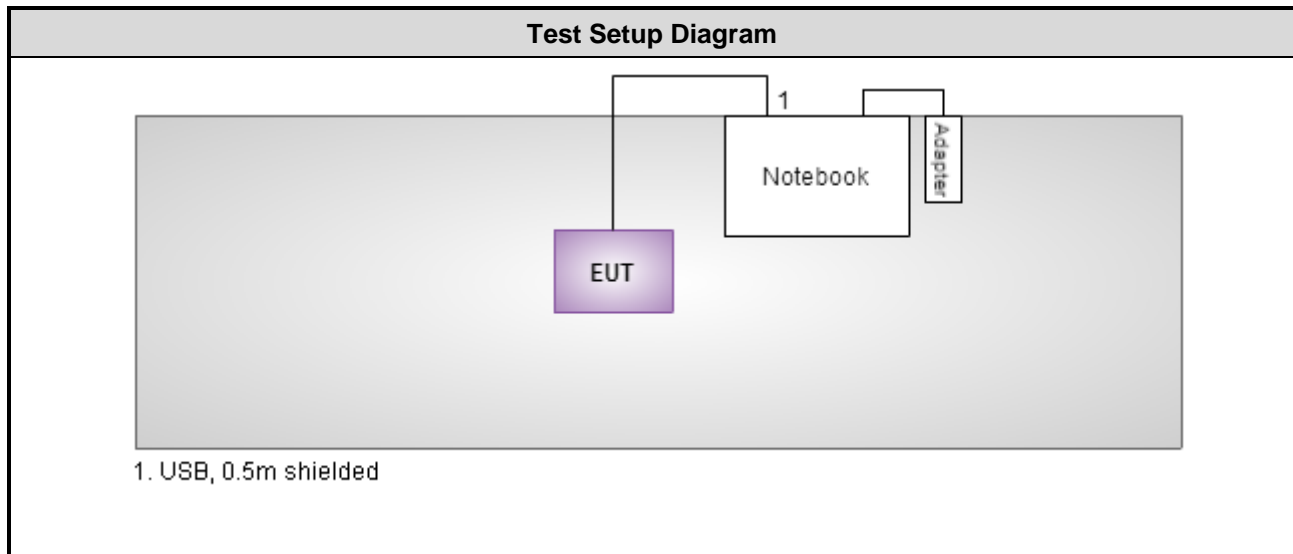 Test Setup Diagram
1
Notebook
Adapter
EUT
1. USB, 0.5m shielded